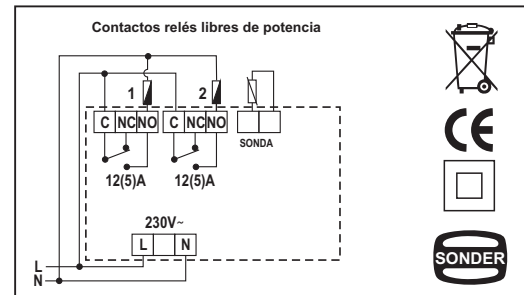 Contactos relés libres de potencia
1 2
C NC NO C NC NO
SONDA
12(5)A 12(5)A
230V~
L N
L
N
CE
SONDER